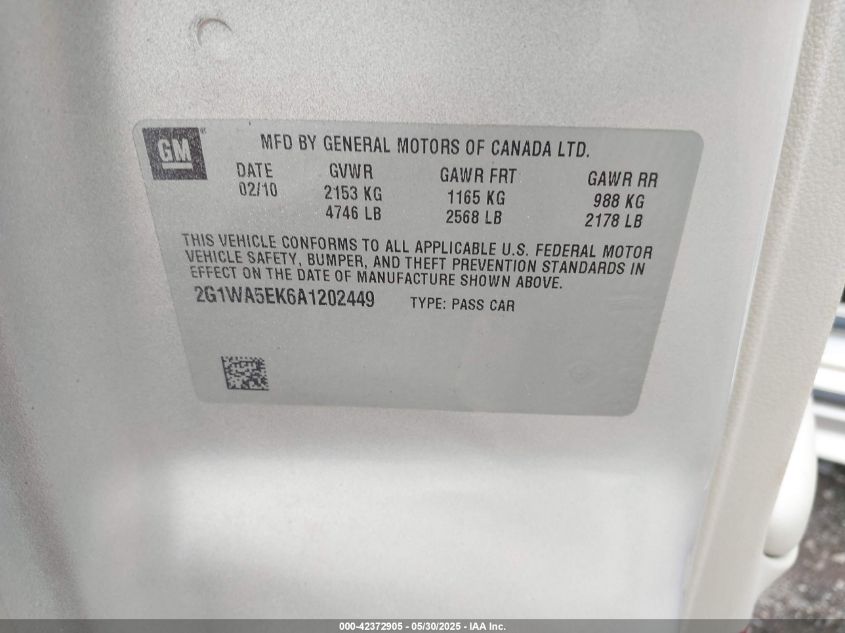 GM
MFD BY GENERAL MOTORS OF CANADA LTD.
DATE GVWR GAWR FRT GAWR RR
02/10 2153 KG 1165 KG 988 KG
4746 LB 2568 LB 2178 LB
THIS VEHICLE CONFORMS TO ALL APPLICABLE U.S. FEDERAL MOTOR
VEHICLE SAFETY, BUMPER, AND THEFT PREVENTION STANDARDS IN
EFFECT ON THE DATE OF MANUFACTURE SHOWN ABOVE.
2G1WA5EK6A1202449 TYPE: PASS CAR
000-42372905 - 05/30/2025 - IAA Inc.